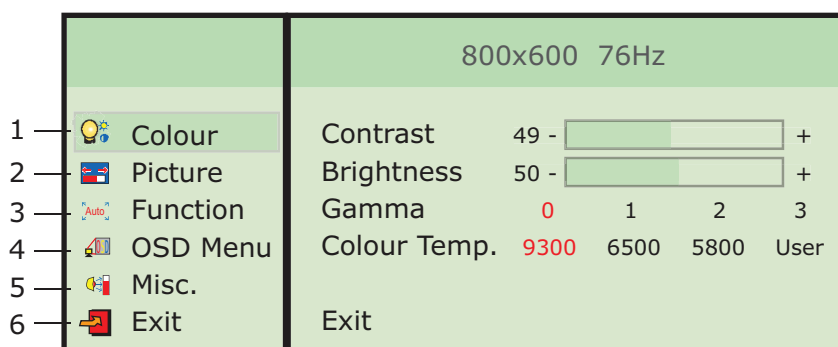 800x600 76Hz
1 Colour
2 Picture
3 Auto Function
4 OSD Menu
5 Misc.
6 Exit
Contrast 49 - +
Brightness 50 - +
Gamma 0 1 2 3
Colour Temp. 9300 6500 5800 User
Exit